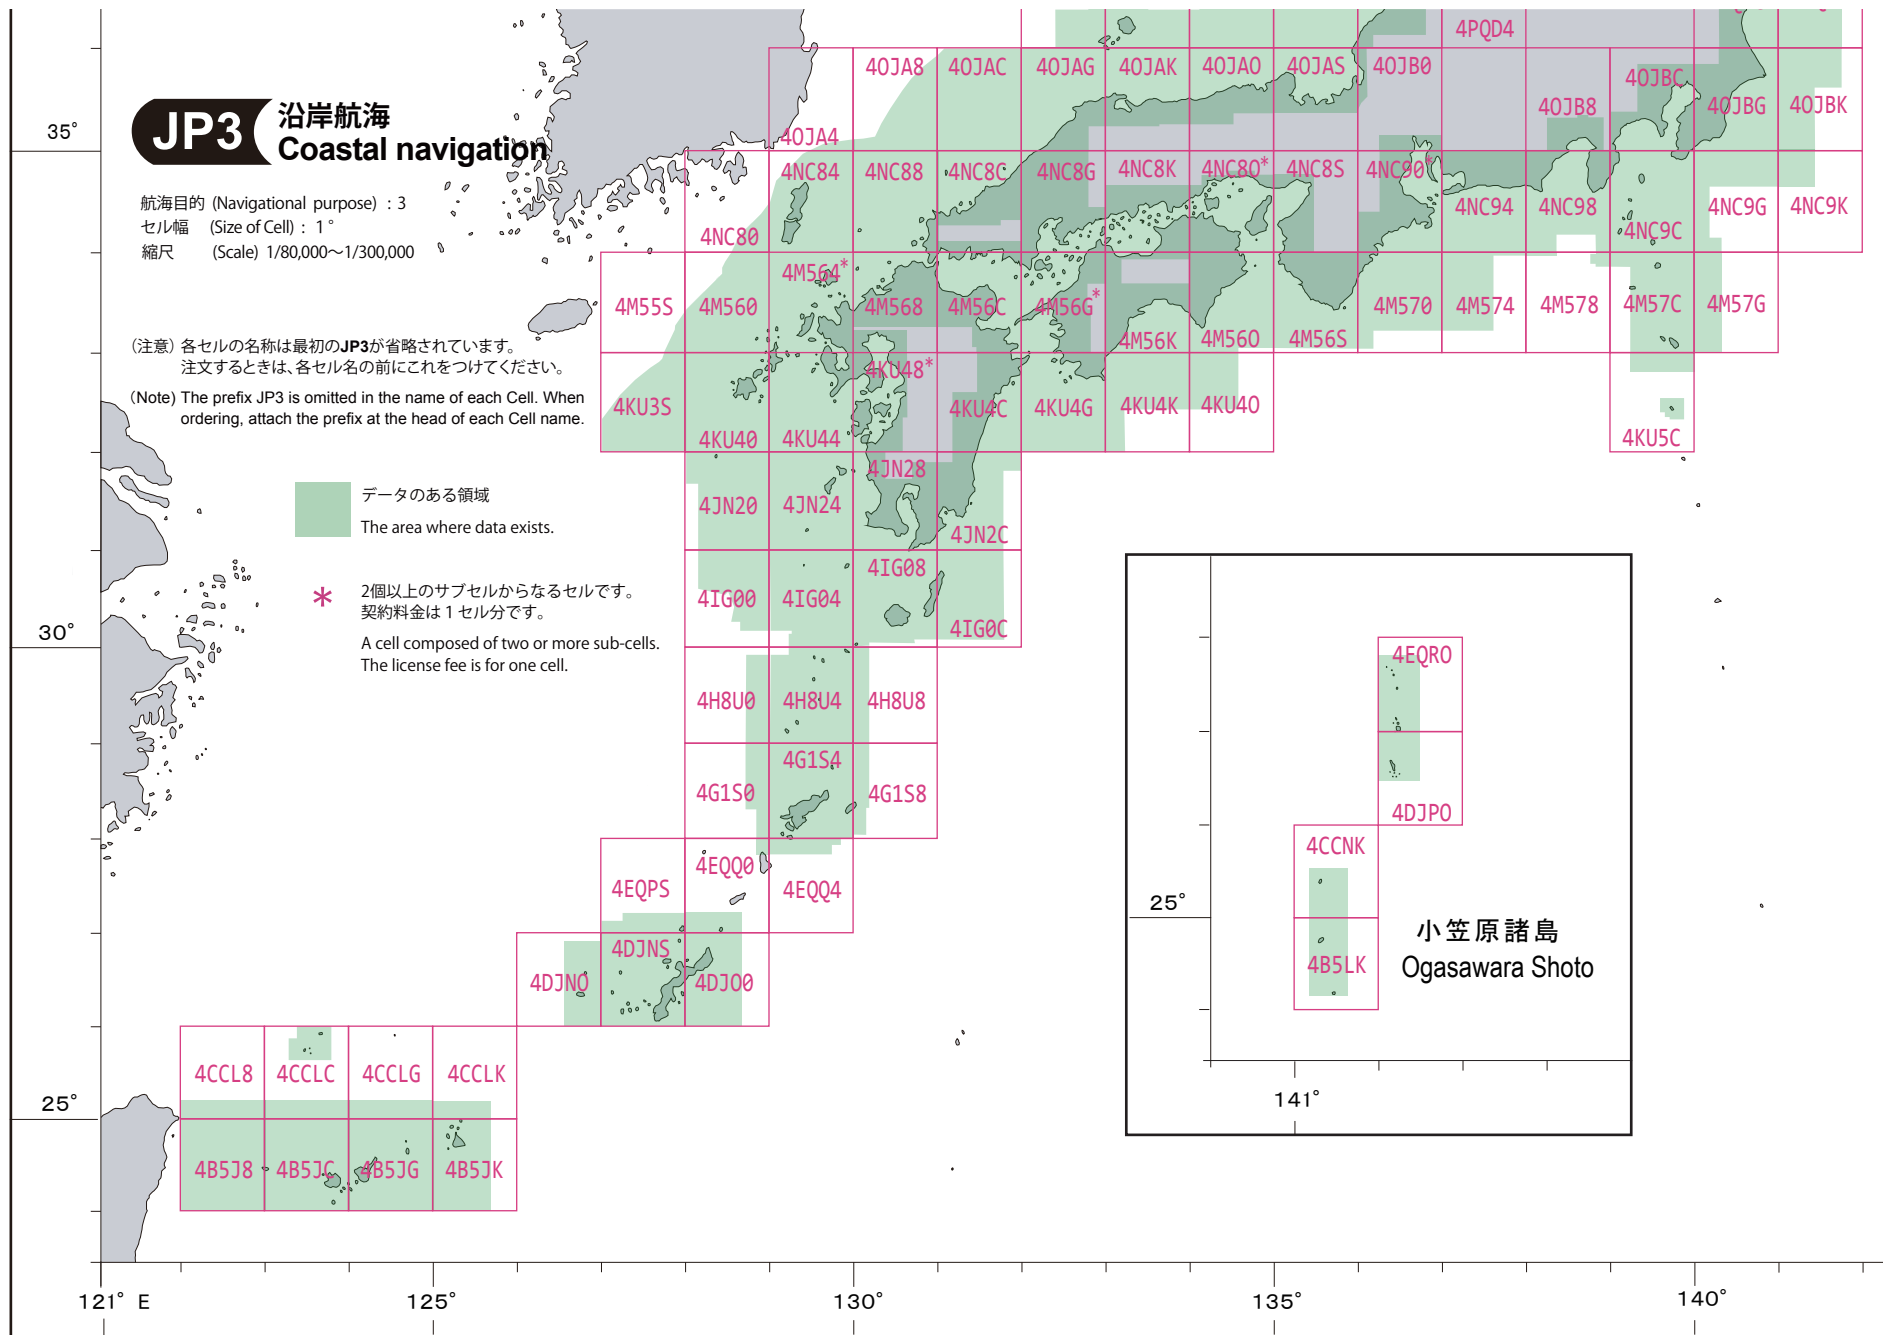 4PQD4
4OJA8 4OJAC 4OJAG 4OJAK 4OJAO 4OJAS 4OJB0 4OJBC
4OJB8 4OJBG 4OJBK
JP3 沿岸航海
Coastal navigation
35°
4OJA4
4NC84 4NC88 4NC8C 4NC8G 4NC8K 4NC8O* 4NC8S 4NC90*
航海目的 (Navigational purpose) : 3
セル幅 (Size of Cell) : 1°
縮尺 (Scale) 1/80,000~1/300,000
4NC94 4NC98 4NC9G 4NC9K
4NC80 4NC9C
4M564*
4M55S 4M560 4M568 4M56C 4M56G* 4M570 4M574 4M578 4M57C 4M57G
4M56K 4M56O 4M56S
(注意) 各セルの名称は最初のJP3が省略されています。
注文するときは、各セル名の前にこれをつけてください。
(Note) The prefix JP3 is omitted in the name of each Cell. When
ordering, attach the prefix at the head of each Cell name.
4KU48*
4KU3S 4KU4C 4KU4G 4KU4K 4KU4O
4KU40 4KU44 4KU5C
4JN28
データのある領域
The area where data exists.
4JN20 4JN24
4JN2C
4IG08
* 2個以上のサブセルからなるセルです。
契約料金は1セル分です。
A cell composed of two or more sub-cells.
The license fee is for one cell.
4IG00 4IG04
4IG0C
30°
4H8U0 4H8U4 4H8U8
4G1S4
4G1S0 4G1S8
4EQQ0
4EQPS 4EQQ4
4DJNS
4DJNO 4DJO0
4CCL8 4CCLC 4CCLG 4CCLK
25°
4B5J8 4B5JC 4B5JG 4B5JK
4EQRO
4DJPO
4CCNK
25°
4B5LK
小笠原諸島
Ogasawara Shoto
141°
121° E 125° 130° 135° 140°